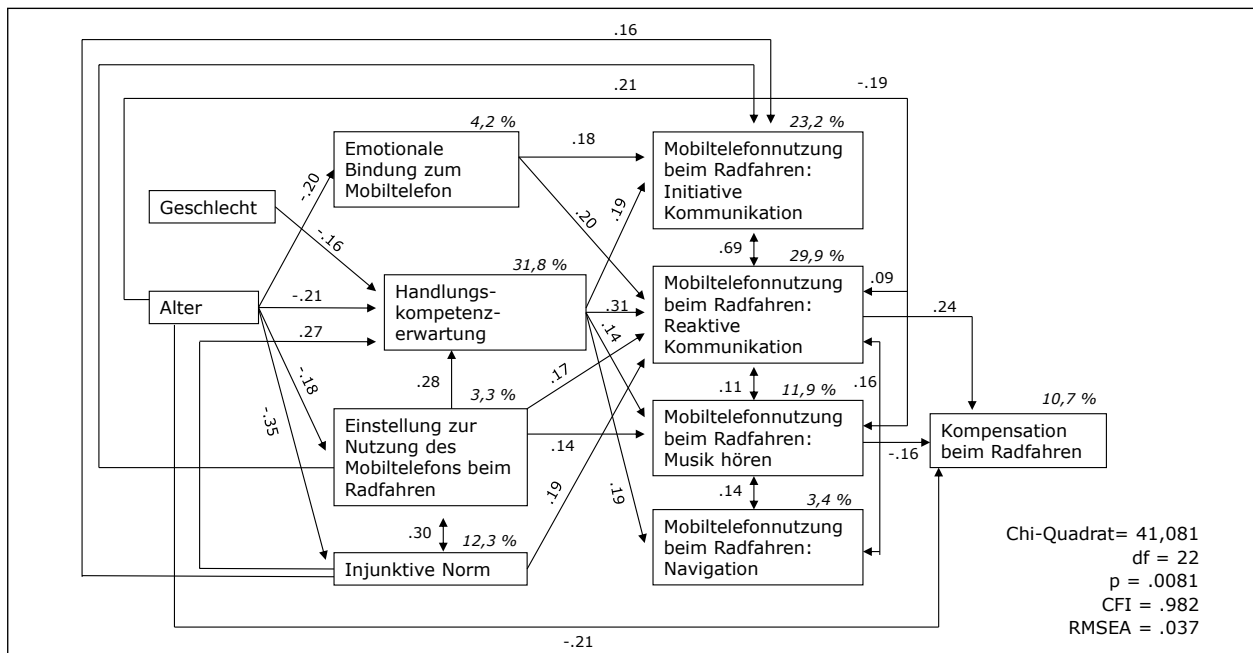 .16
.21
-.19
4,2 %
23,2 %
Emotionale
Bindung zum
Mobiltelefon
.18
Mobiltelefonnutzung
beim Radfahren:
Initiative
Kommunikation
-.20
Geschlecht
-.16
.20
.19
.69
31,8 %
29,9 %
Alter
-.21
Handlungs-
kompetenz-
erwartung
.31
Mobiltelefonnutzung
beim Radfahren:
Reaktive
Kommunikation
.09
.24
.27
.14
-.18
.28
.17
.11
.16
-.35
3,3 %
11,9 %
10,7 %
Einstellung zur
Nutzung des
Mobiltelefons beim
Radfahren
.14
Mobiltelefonnutzung
beim Radfahren:
Musik hören
-.16
Kompensation
beim Radfahren
.19
.19
.14
3,4 %
.30
12,3 %
Injunktive Norm
Mobiltelefonnutzung
beim Radfahren:
Navigation
-.21
Chi-Quadrat= 41,081
df = 22
p = .0081
CFI = .982
RMSEA = .037